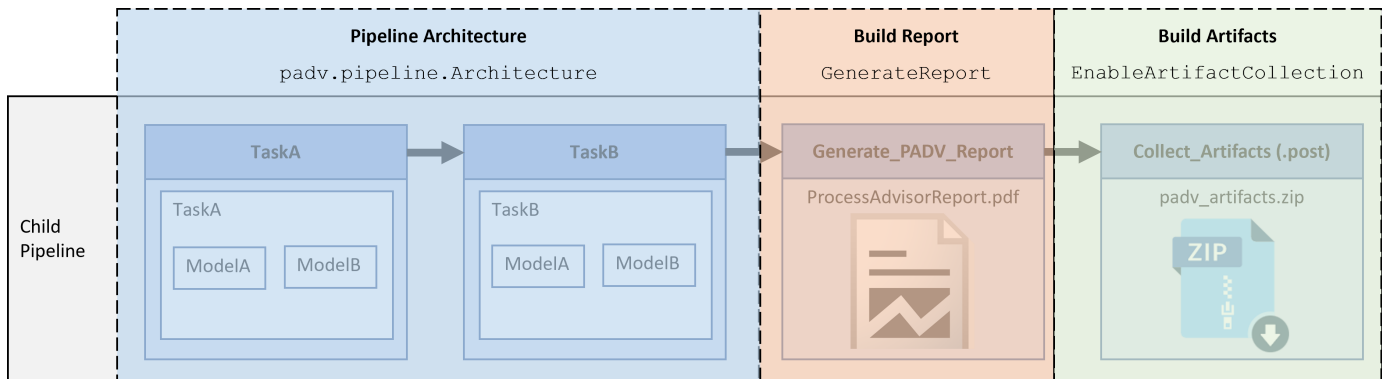 Pipeline Architecture
padv.pipeline.Architecture
Build Report
GenerateReport
Build Artifacts
EnableArtifactCollection
Child
Pipeline
TaskA
TaskA
ModelA
ModelB
TaskB
TaskB
ModelA
ModelB
Generate_PADV_Report
ProcessAdvisorReport.pdf
Collect_Artifacts (.post)
padv_artifacts.zip
ZIP